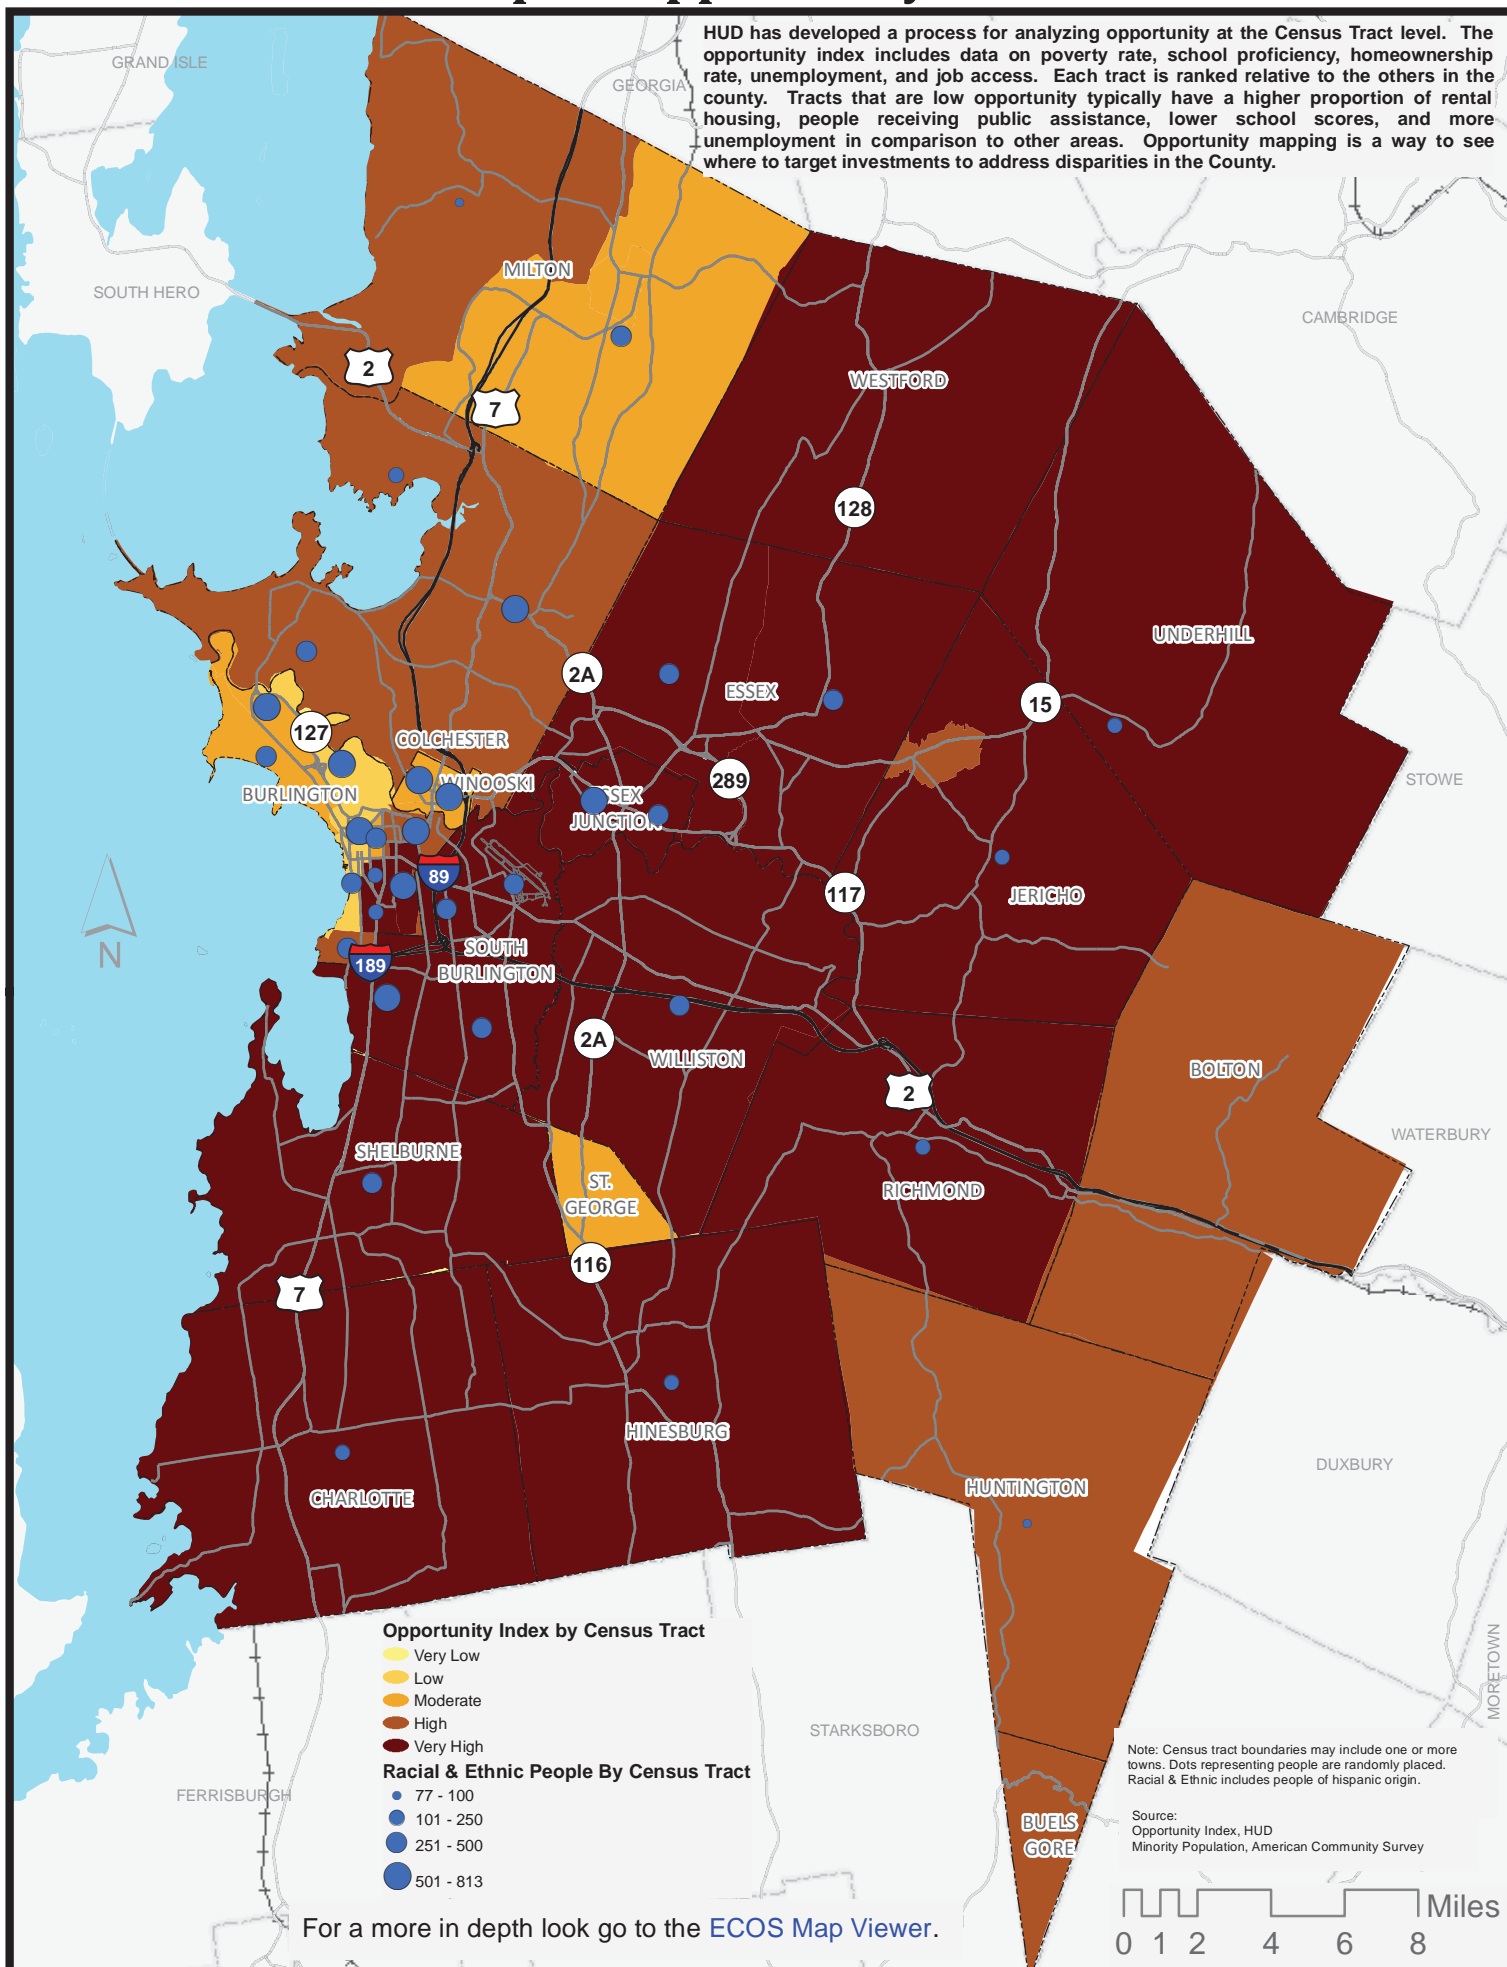 HUD has developed a process for analyzing opportunity at the Census Tract level. The
opportunity index includes data on poverty rate, school proficiency, homeownership
rate, unemployment, and job access. Each tract is ranked relative to the others in the
county. Tracts that are low opportunity typically have a higher proportion of rental
housing, people receiving public assistance, lower school scores, and more
unemployment in comparison to other areas. Opportunity mapping is a way to see
where to target investments to address disparities in the County.
GRAND ISLE
GEORGIA
MILTON
SOUTH HERO
CAMBRIDGE
2
WESTFORD
7
128
UNDERHILL
2A
ESSEX
15
127
COLCHESTER
WINOOSKI
289
STOWE
BURLINGTON
SSEX
JUNCTION
89
117
JERICHO
N
SOUTH
BURLINGTON
189
2A
WILLISTON
BOLTON
2
WATERBURY
SHELBURNE
ST.
GEORGE
RICHMOND
116
7
HINESBURG
DUXBURY
CHARLOTTE
HUNTINGTON
Opportunity Index by Census Tract
Very Low
Low
Moderate
High
Very High
Racial & Ethnic People By Census Tract
77 - 100
101 - 250
251 - 500
501 - 813
MORETOWN
STARKSBORO
FERRISBURGH
BUELS
GORE
Note: Census tract boundaries may include one or more
towns. Dots representing people are randomly placed.
Racial & Ethnic includes people of hispanic origin.
Source:
Opportunity Index, HUD
Minority Population, American Community Survey
For a more in depth look go to the ECOS Map Viewer.
Miles
0 1 2 4 6 8